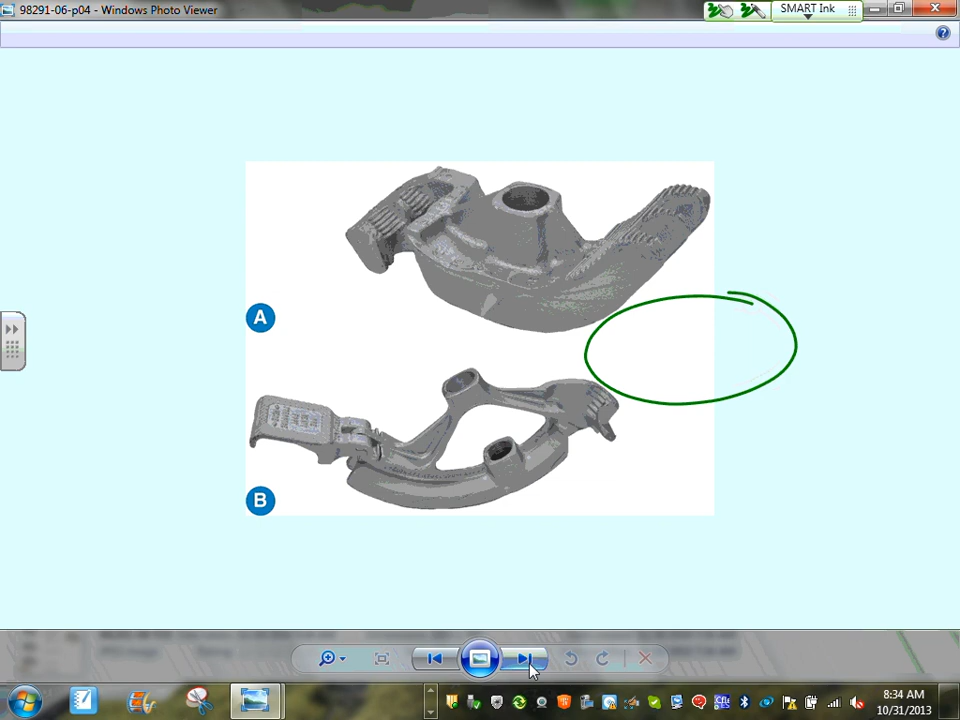 98291-06-p04 - Windows Photo Viewer
SMART Ink
A
B
8:34 AM
10/31/2013